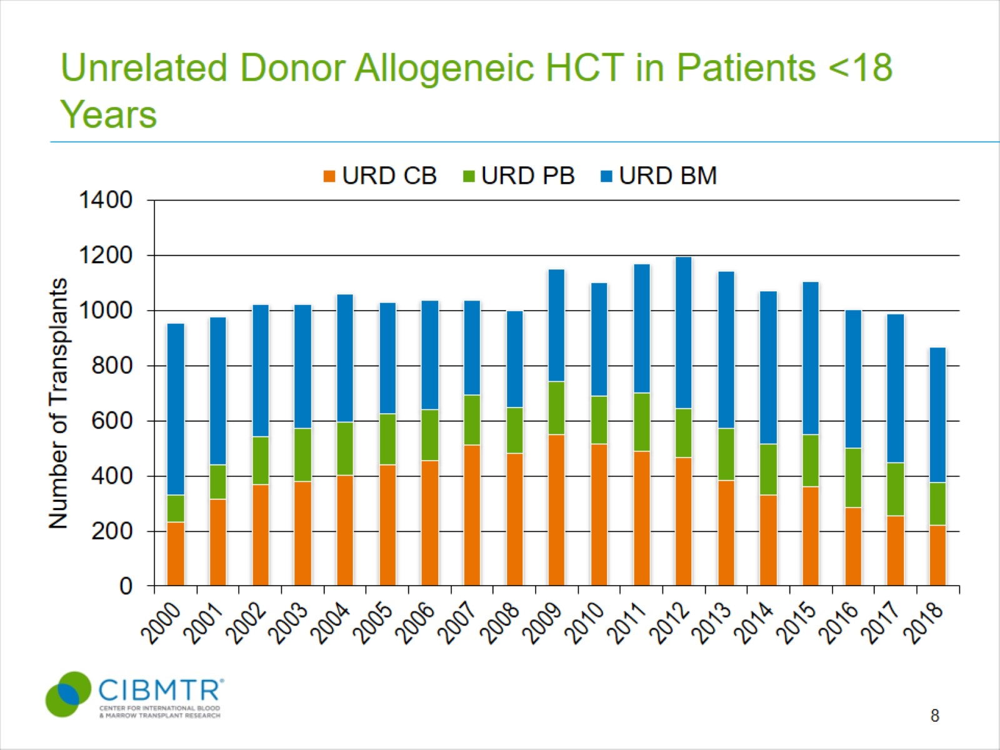 Unrelated Donor Allogeneic HCT in Patients <18
Years
URD CB URD PB URD BM
Number of Transplants
1400
1200
1000
800
600
400
200
0
2000 2001 2002 2003 2004 2005 2006 2007 2008 2009 2010 2011 2012 2013 2014 2015 2016 2017 2018
CIBMTR®
CENTER FOR INTERNATIONAL BLOOD
& MARROW TRANSPLANT RESEARCH
8